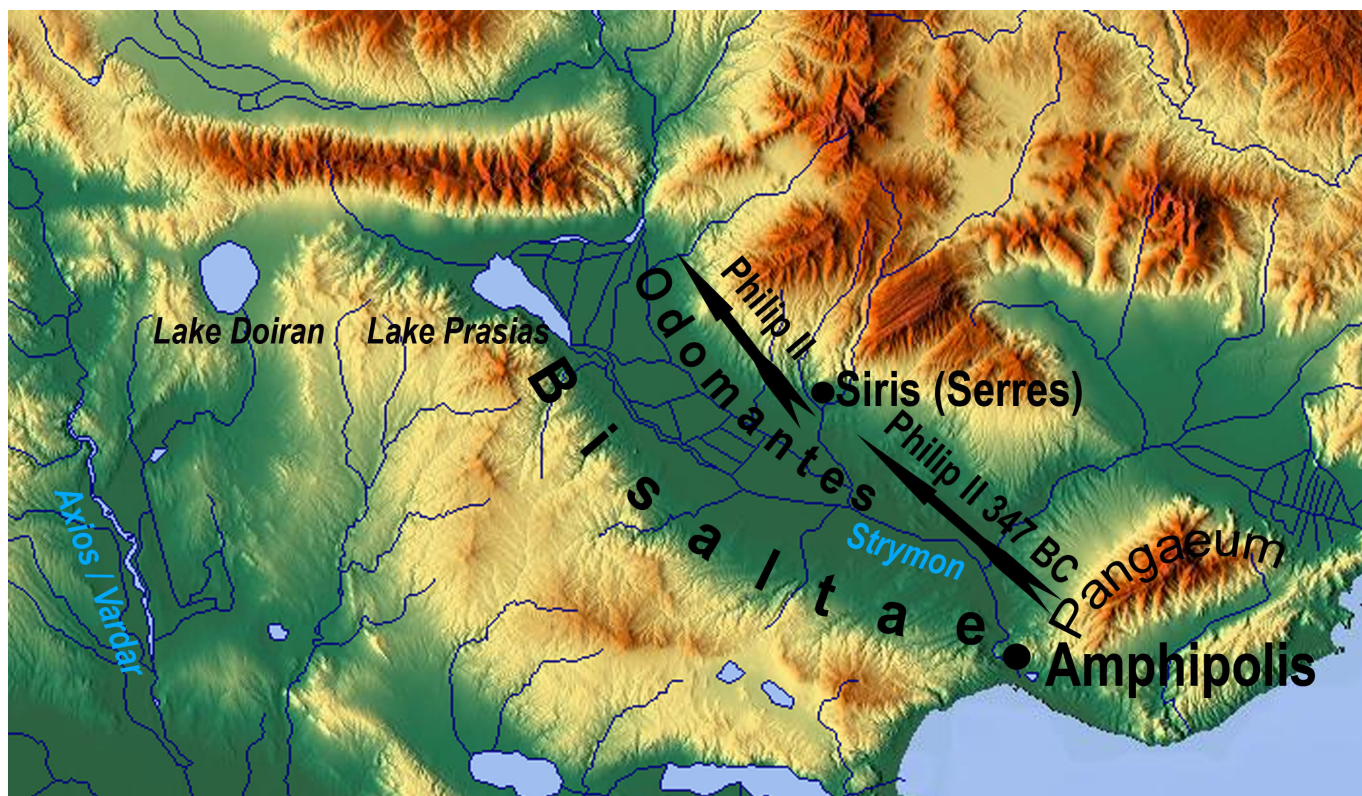 Philip II
Odomantes
Lake Doiran
Lake Prasias
Bisaltae
Siris (Serres)
Philip II 347 BC
Axios / Vardar
Strymon
Pangaeum
Amphipolis